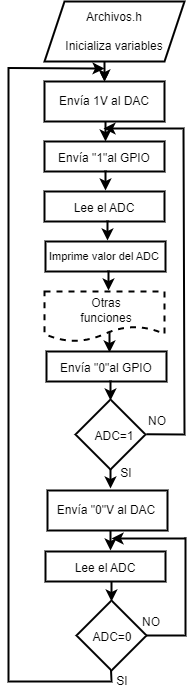 Archivos.h
Inicializa variables
Envía 1V al DAC
Envía "1"al GPIO
Lee el ADC
Imprime valor del ADC
Otras
funciones
Envía "0"al GPIO
ADC=1
NO
SI
Envía "0"V al DAC
Lee el ADC
ADC=0
NO
SI